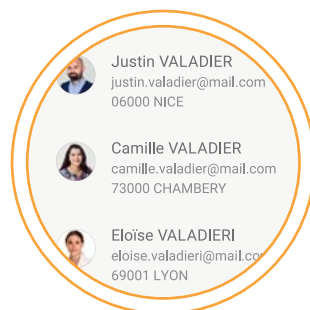 Justin VALADIER
justin.valadier@mail.com
06000 NICE
Camille VALADIER
camille.valadier@mail.com
73000 CHAMBERY
Eloïse VALADIERI
eloise.valadieri@mail.co
69001 LYON